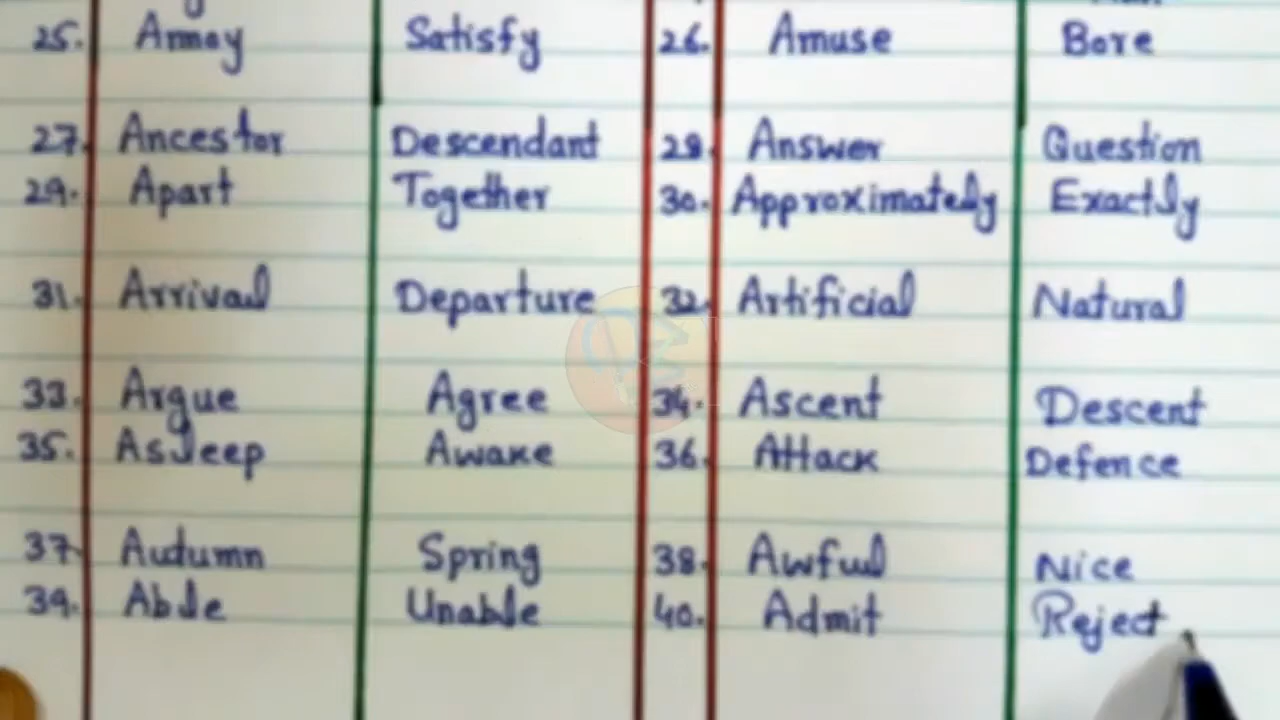 25. Annoy Satisfy 26. Amuse Bore
27. Ancestor Descendant 28. Answer Question
29. Apart Together 30. Approximately Exactly
31. Arrival Departure 32. Artificial Natural
33. Argue Agree 34. Ascent Descent
35. Asleep Awake 36. Attack Defence
37. Autumn Spring 38. Awful Nice
39. Able Unable 40. Admit Reject